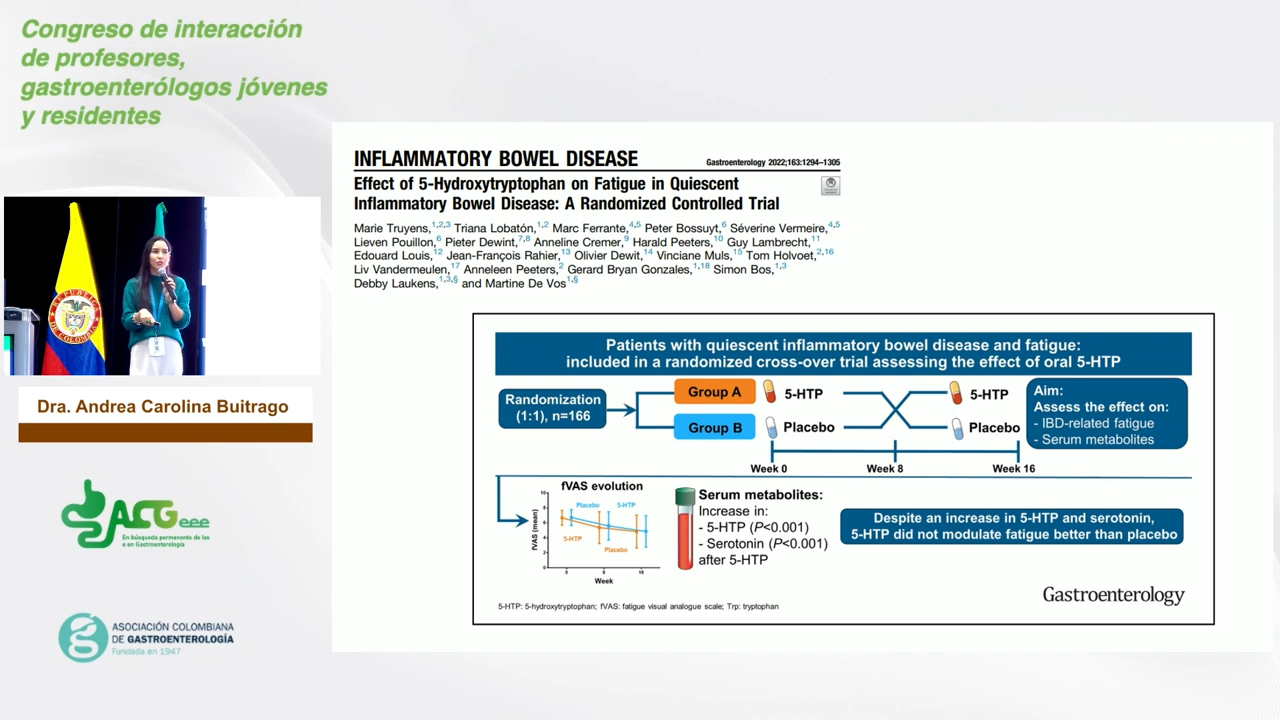 Congreso de interacción
de profesores,
gastroenterólogos jóvenes
y residentes
Dra. Andrea Carolina Buitrago
ACGeee
En búsqueda permanente de la e
e en Gastroenterología
ASOCIACIÓN COLOMBIANA
DE GASTROENTEROLOGÍA
Fundada en 1947
INFLAMMATORY BOWEL DISEASE
Gastroenterology 2022;163:1294–1305
Effect of 5-Hydroxytryptophan on Fatigue in Quiescent
Inflammatory Bowel Disease: A Randomized Controlled Trial
Marie Truyens,1,2,3 Triana Lobatón,1,2 Marc Ferrante,4,5 Peter Bossuyt,6 Séverine Vermeire,4,5
Lieven Pouillon,6 Pieter Dewint,7,8 Anneline Cremer,9 Harald Peeters,10 Guy Lambrecht,11
Edouard Louis,12 Jean-François Rahier,13 Olivier Dewit,14 Vinciane Muls,15 Tom Holvoet,2,16
Liv Vandermeulen,17 Anneleen Peeters,2 Gerard Bryan Gonzales,1,18 Simon Bos,1,3
Debby Laukens,1,3,§ and Martine De Vos1,§
Patients with quiescent inflammatory bowel disease and fatigue:
included in a randomized cross-over trial assessing the effect of oral 5-HTP
Randomization
(1:1), n=166
Group A
5-HTP
5-HTP
Group B
Placebo
Placebo
Week 0
Week 8
Week 16
Aim:
Assess the effect on:
- IBD-related fatigue
- Serum metabolites
fVAS evolution
fVAS (mean)
10
8
6
4
2
0
Placebo
5-HTP
5-HTP
Placebo
0
8
16
Week
Serum metabolites:
Increase in:
- 5-HTP (P<0.001)
- Serotonin (P<0.001)
after 5-HTP
Despite an increase in 5-HTP and serotonin,
5-HTP did not modulate fatigue better than placebo
Gastroenterology
5-HTP: 5-hydroxytryptophan; fVAS: fatigue visual analogue scale; Trp: tryptophan